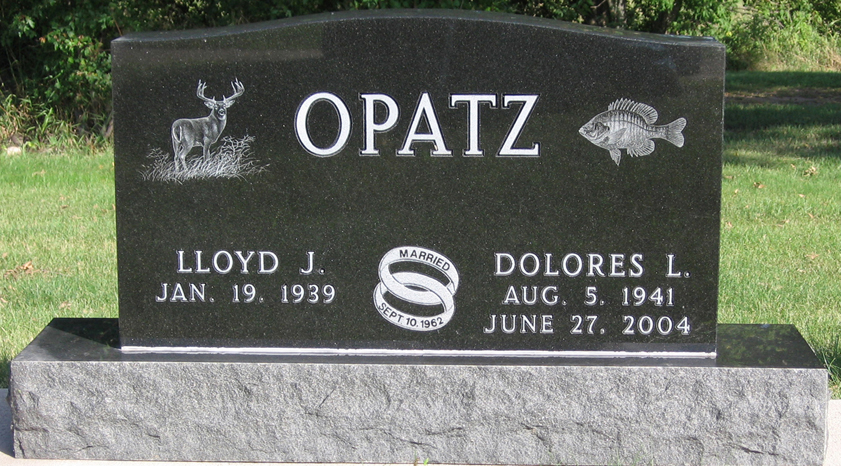 OPATZ
LLOYD J.
JAN. 19. 1939
MARRIED
SEPT 10. 1962
DOLORES L.
AUG. 5. 1941
JUNE 27. 2004